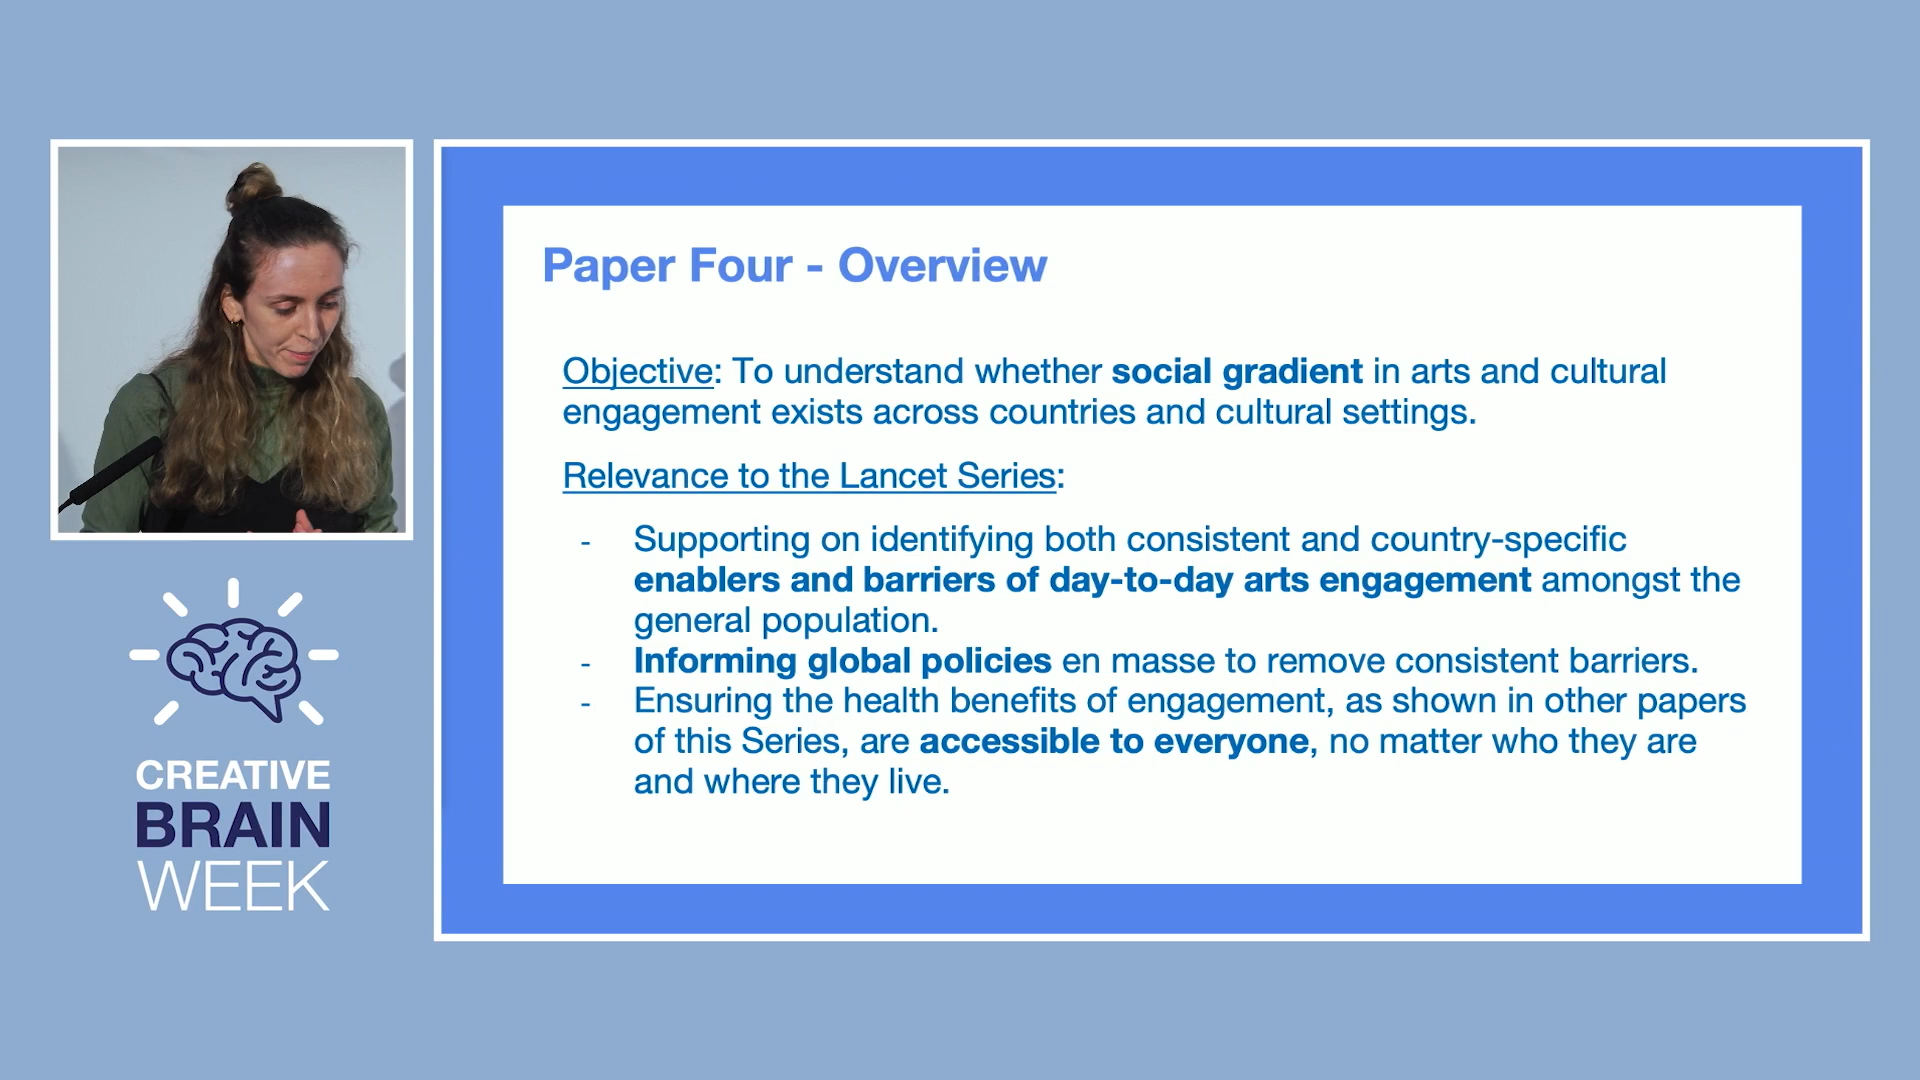 Paper Four - Overview
Objective: To understand whether social gradient in arts and cultural
engagement exists across countries and cultural settings.
Relevance to the Lancet Series:
- Supporting on identifying both consistent and country-specific
enablers and barriers of day-to-day arts engagement amongst the
general population.
- Informing global policies en masse to remove consistent barriers.
- Ensuring the health benefits of engagement, as shown in other papers
of this Series, are accessible to everyone, no matter who they are
and where they live.
CREATIVE
BRAIN
WEEK